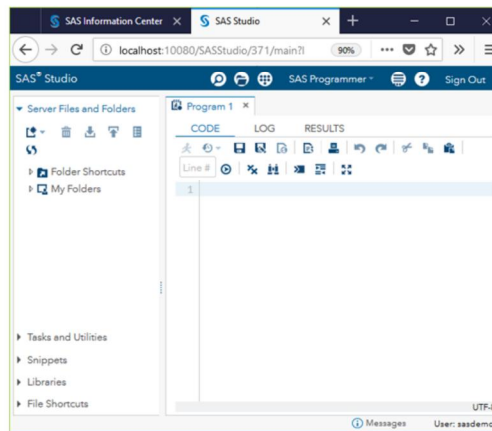 SAS Information Center
SAS Studio
localhost:10080/SASStudio/371/main?l
90%
SAS® Studio
SAS Programmer
Sign Out
Server Files and Folders
Folder Shortcuts
My Folders
Tasks and Utilities
Snippets
Libraries
File Shortcuts
Program 1
CODE LOG RESULTS
Line #
1
UTF-
Messages User: sasdemo